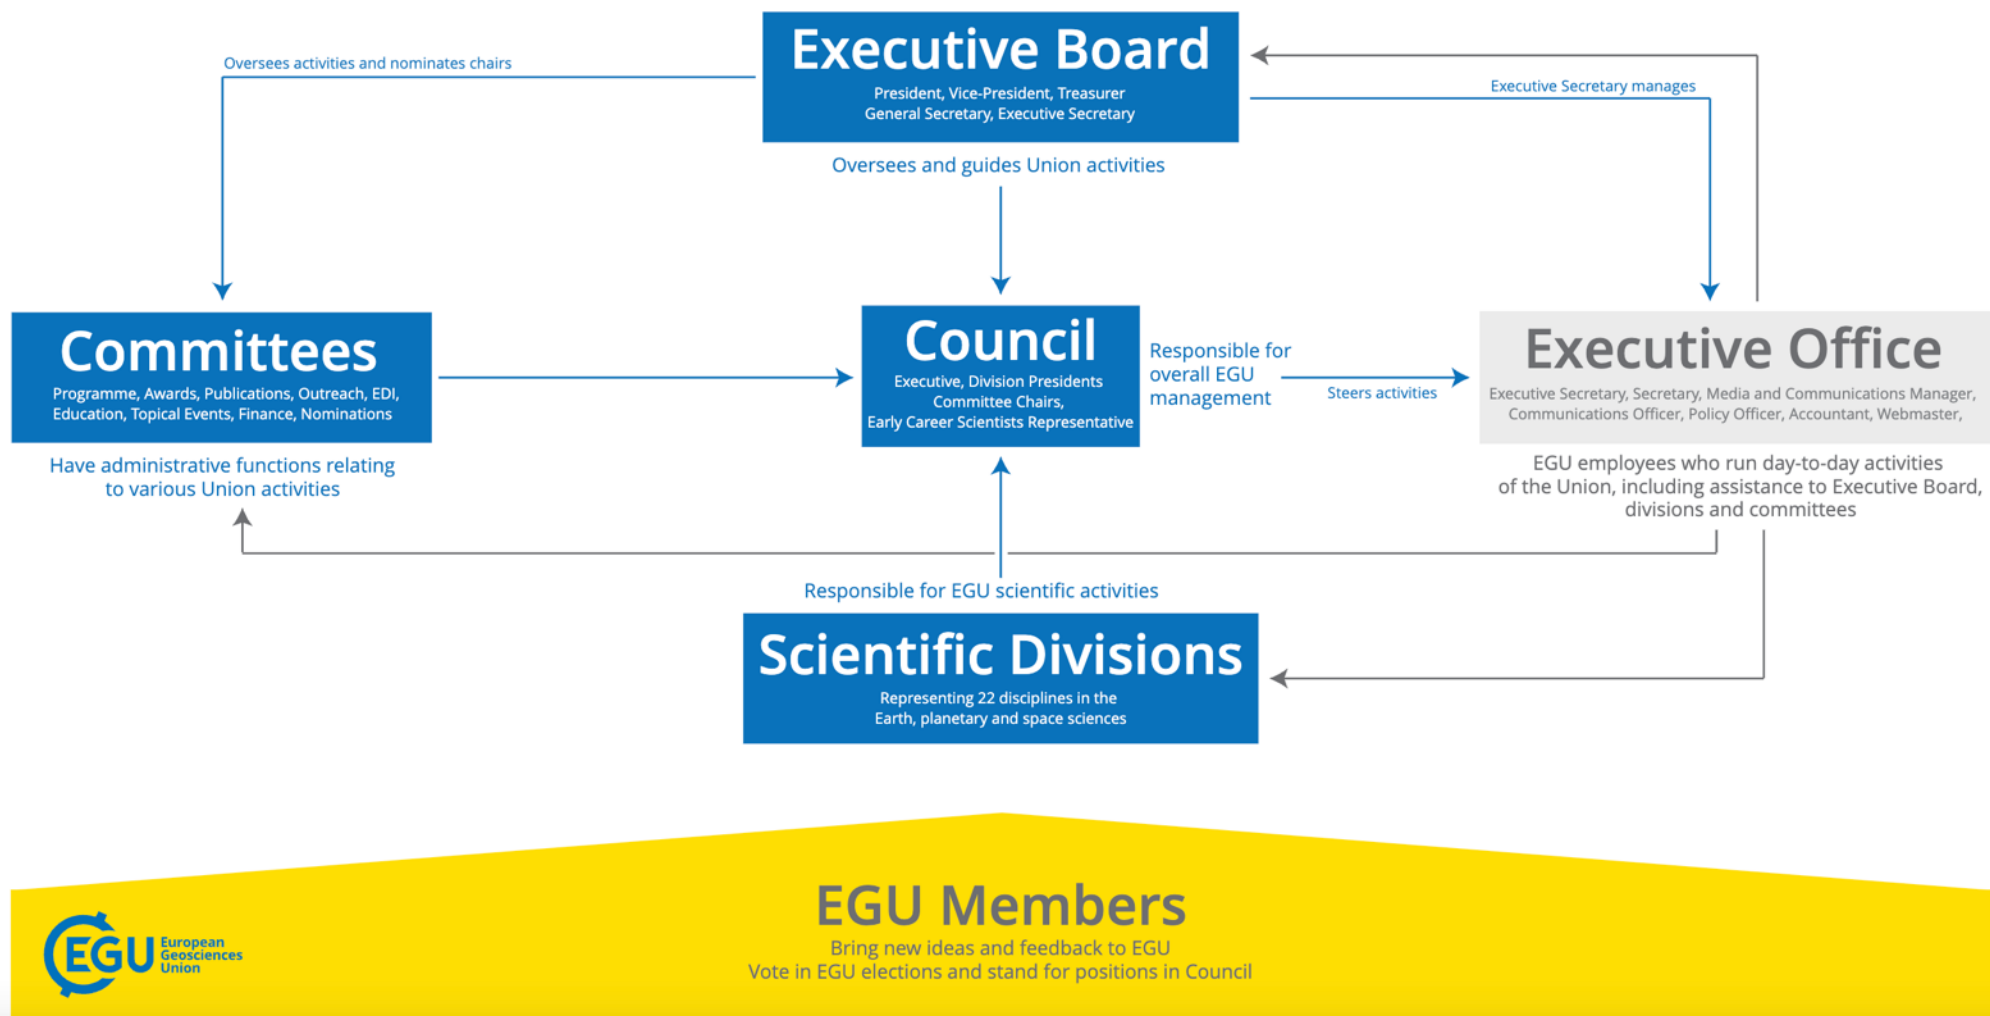 Executive Board
President, Vice-President, Treasurer
General Secretary, Executive Secretary
Oversees activities and nominates chairs
Executive Secretary manages
Oversees and guides Union activities
Committees
Programme, Awards, Publications, Outreach, EDI,
Education, Topical Events, Finance, Nominations
Have administrative functions relating
to various Union activities
Council
Executive, Division Presidents
Committee Chairs,
Early Career Scientists Representative
Responsible for
overall EGU
management
Steers activities
Executive Office
Executive Secretary, Secretary, Media and Communications Manager,
Communications Officer, Policy Officer, Accountant, Webmaster,
EGU employees who run day-to-day activities
of the Union, including assistance to Executive Board,
divisions and committees
Responsible for EGU scientific activities
Scientific Divisions
Representing 22 disciplines in the
Earth, planetary and space sciences
EGU Members
Bring new ideas and feedback to EGU
Vote in EGU elections and stand for positions in Council
EGU
European
Geosciences
Union